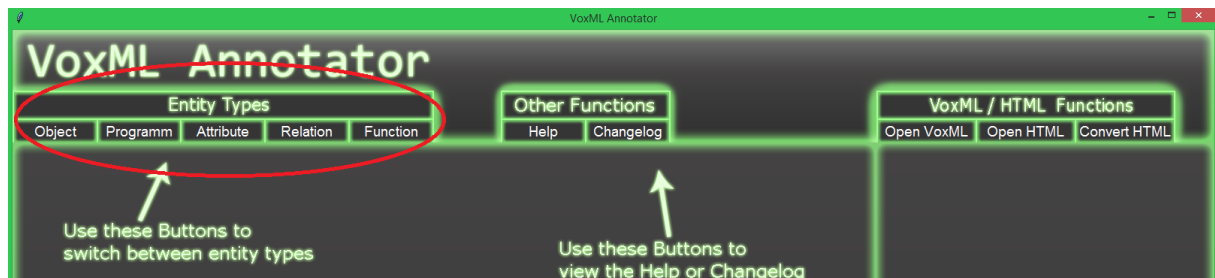 VoxML Annotator
VoxML Annotator
Entity Types
Other Functions
VoxML / HTML Functions
Object Programm Attribute Relation Function
Help Changelog
Open VoxML Open HTML Convert HTML
Use these Buttons to
switch between entity types
Use these Buttons to
view the Help or Changelog